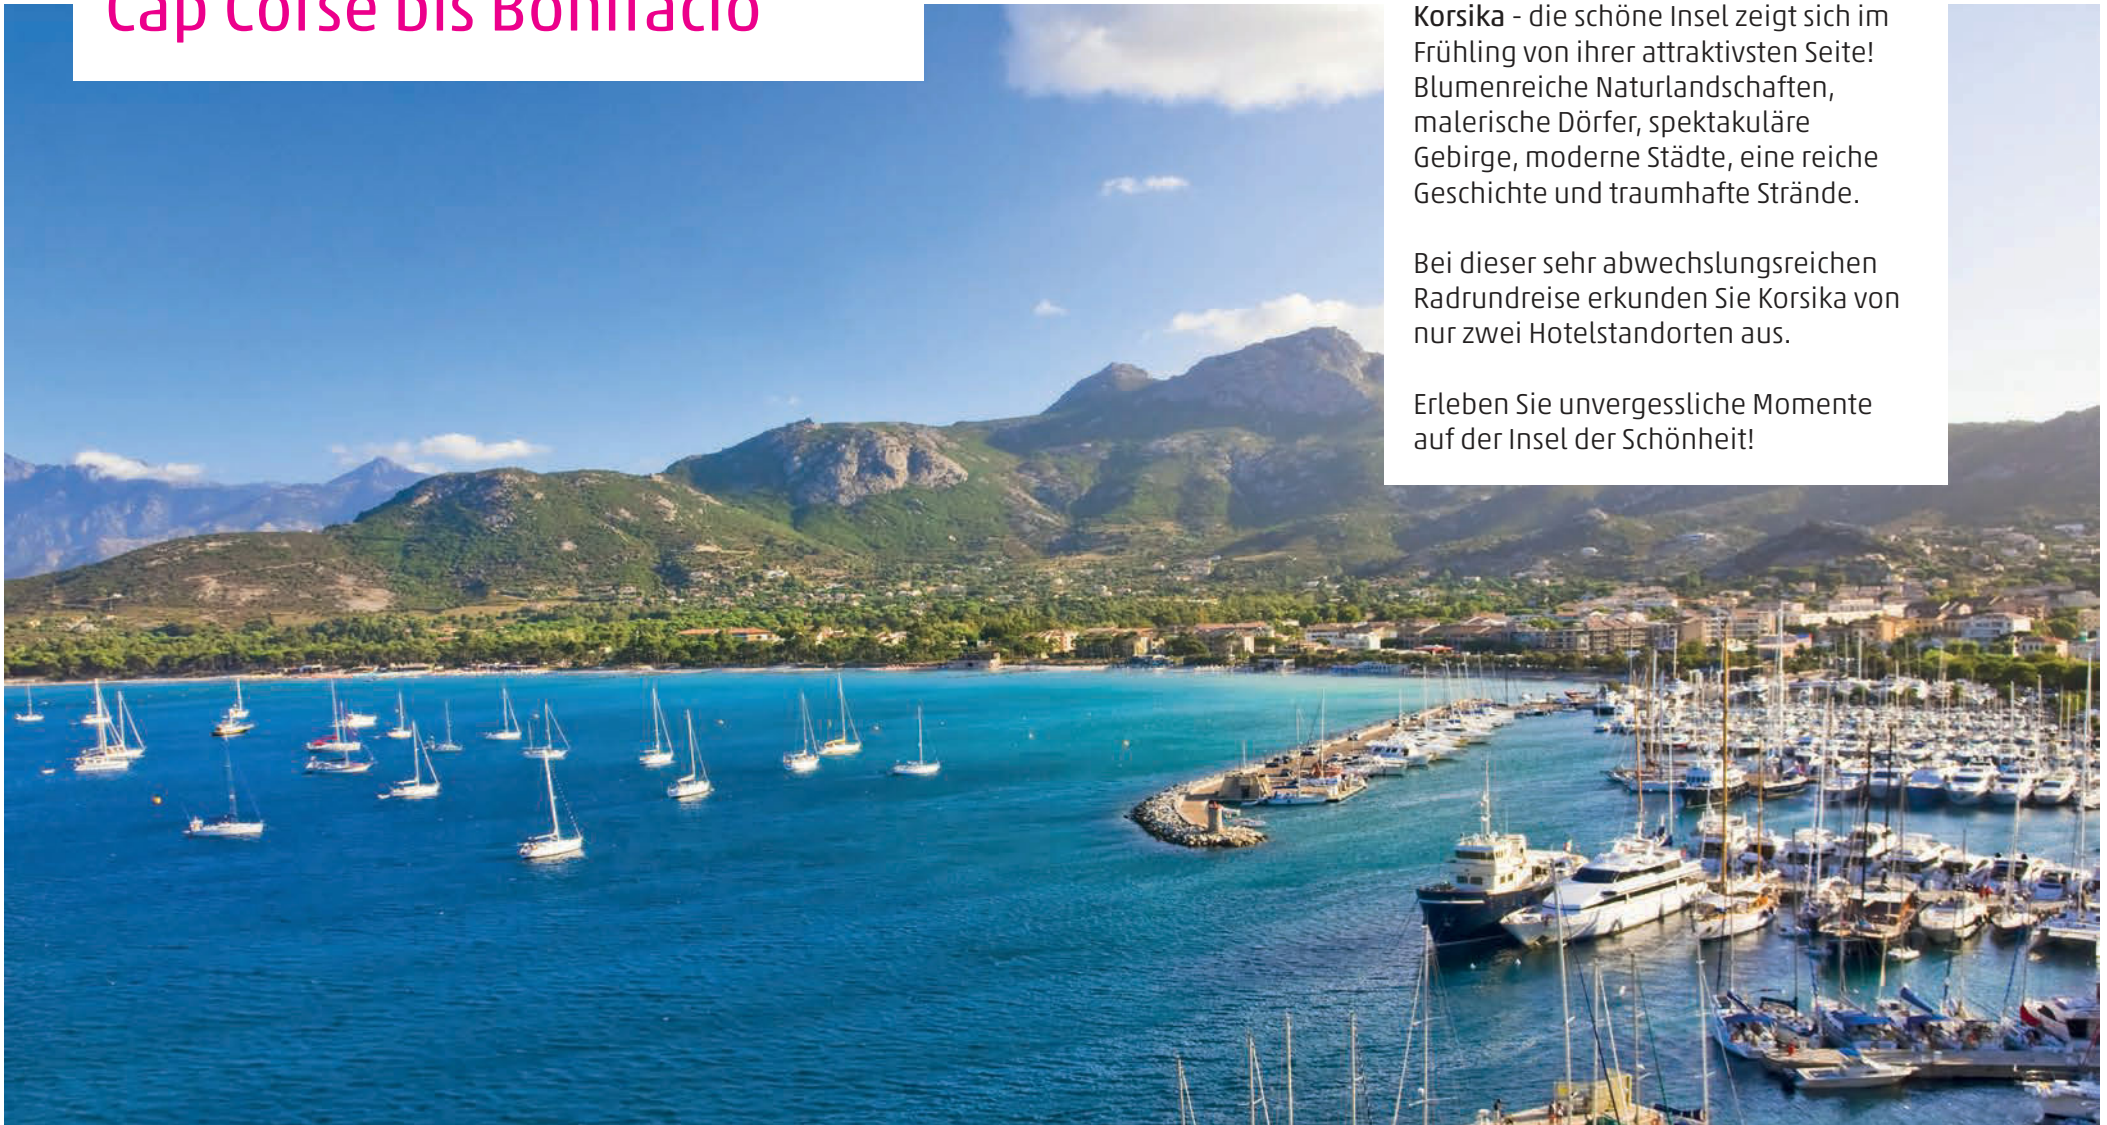 Cap Corse bis Bonifacio
Korsika - die schöne Insel zeigt sich im
Frühling von ihrer attraktivsten Seite!
Blumenreiche Naturlandschaften,
malerische Dörfer, spektakuläre
Gebirge, moderne Städte, eine reiche
Geschichte und traumhafte Strände.
Bei dieser sehr abwechslungsreichen
Radrundreise erkunden Sie Korsika von
nur zwei Hotelstandorten aus.
Erleben Sie unvergessliche Momente
auf der Insel der Schönheit!